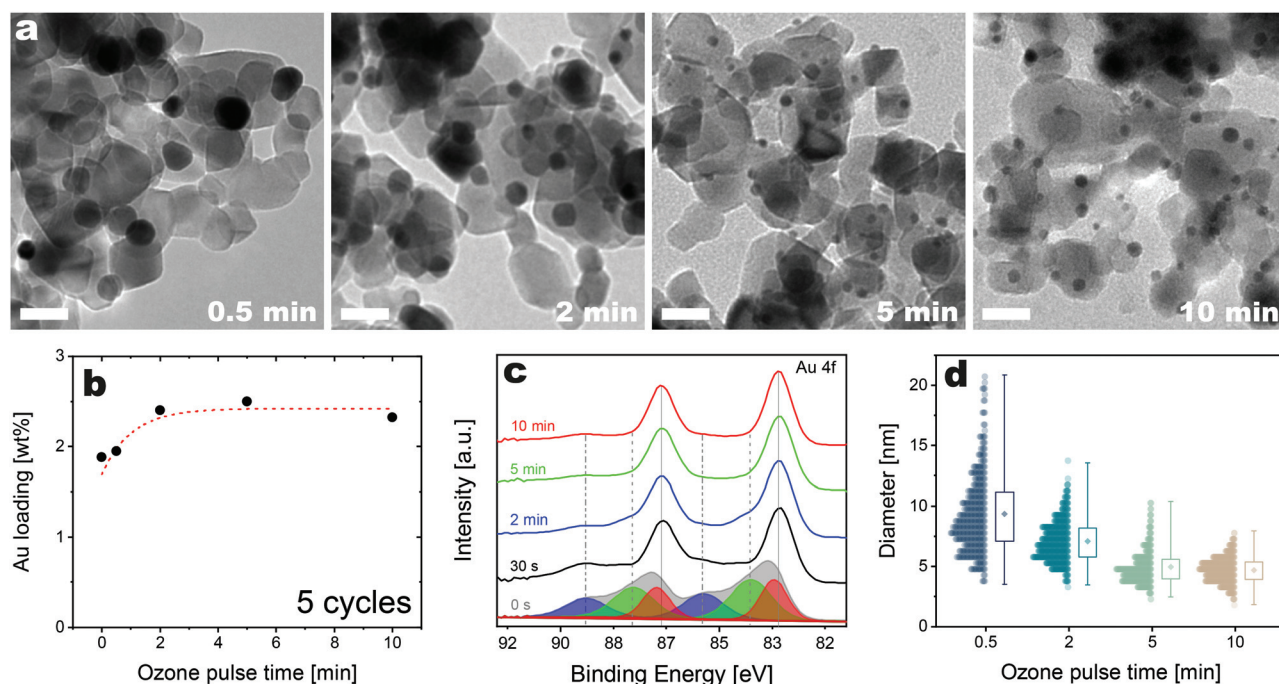 a
0.5 min
2 min
5 min
10 min
b
3
2
1
0
Au loading [wt%]
5 cycles
0 2 4 6 8 10
Ozone pulse time [min]
c
Au 4f
10 min
5 min
2 min
30 s
0 s
Intensity [a.u.]
92 90 88 87 85 83 82
Binding Energy [eV]
d
20
15
10
5
0
Diameter [nm]
0.5 2 5 10
Ozone pulse time [min]